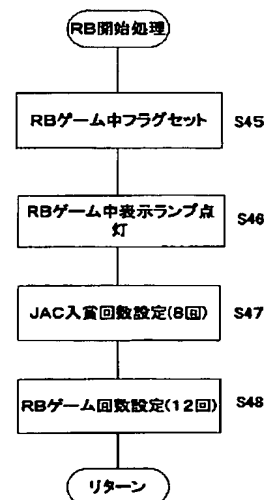 RB開始処理
RBゲーム中フラグセット S45
RBゲーム中表示ランプ点
灯 S46
JAC入賞回数設定(8回) S47
RBゲーム回数設定(12回) S48
リターン